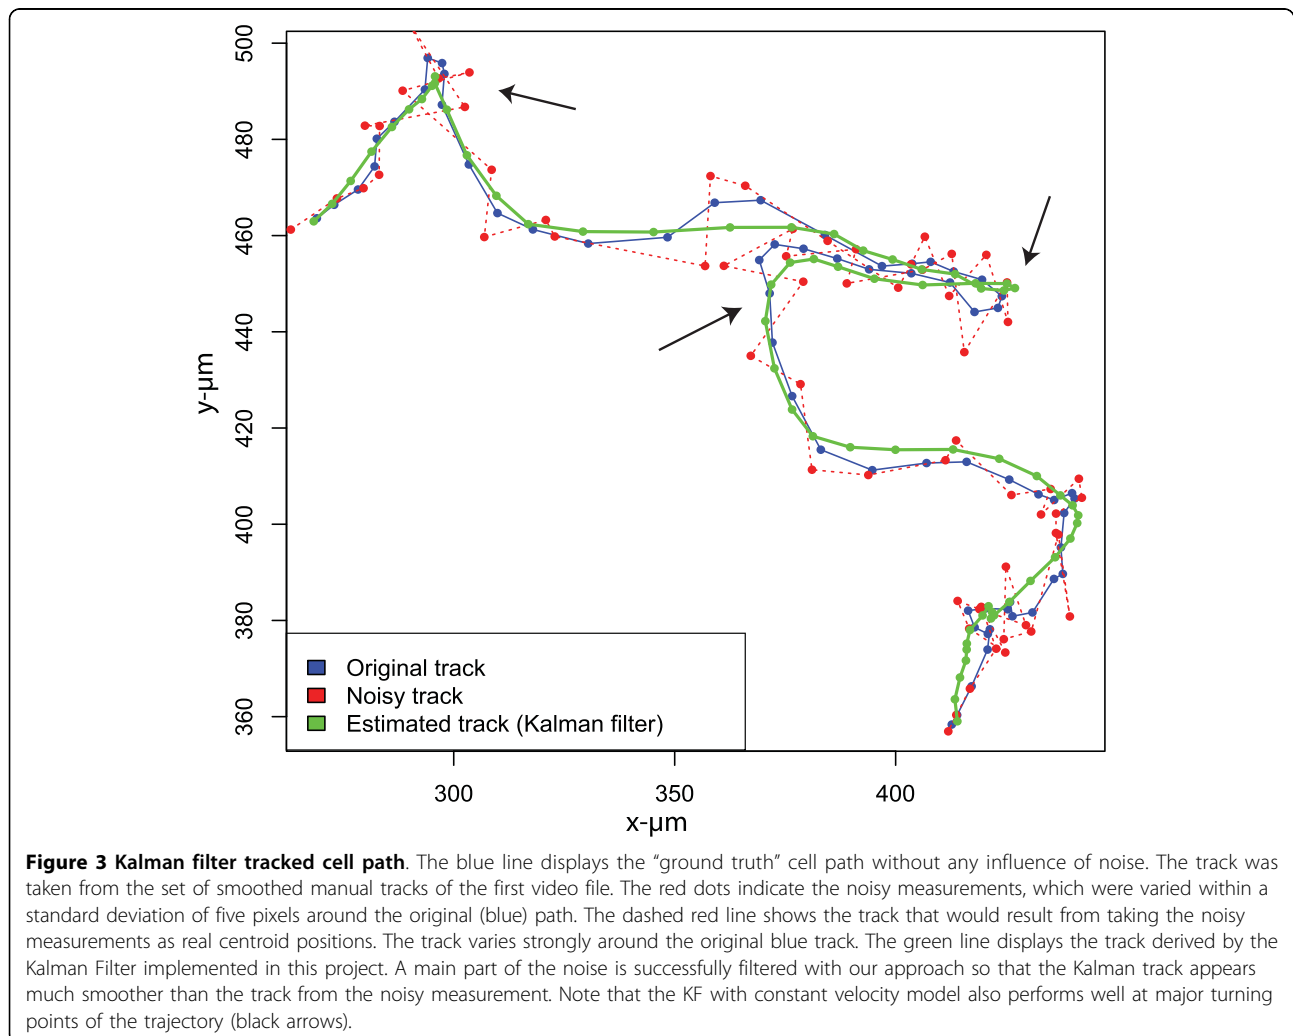 500
480
460
440
420
400
380
360
y-µm
Original track
Noisy track
Estimated track (Kalman filter)
300
350
400
x-µm
Figure 3 Kalman filter tracked cell path. The blue line displays the “ground truth” cell path without any influence of noise. The track was
taken from the set of smoothed manual tracks of the first video file. The red dots indicate the noisy measurements, which were varied within a
standard deviation of five pixels around the original (blue) path. The dashed red line shows the track that would result from taking the noisy
measurements as real centroid positions. The track varies strongly around the original blue track. The green line displays the track derived by the
Kalman Filter implemented in this project. A main part of the noise is successfully filtered with our approach so that the Kalman track appears
much smoother than the track from the noisy measurement. Note that the KF with constant velocity model also performs well at major turning
points of the trajectory (black arrows).